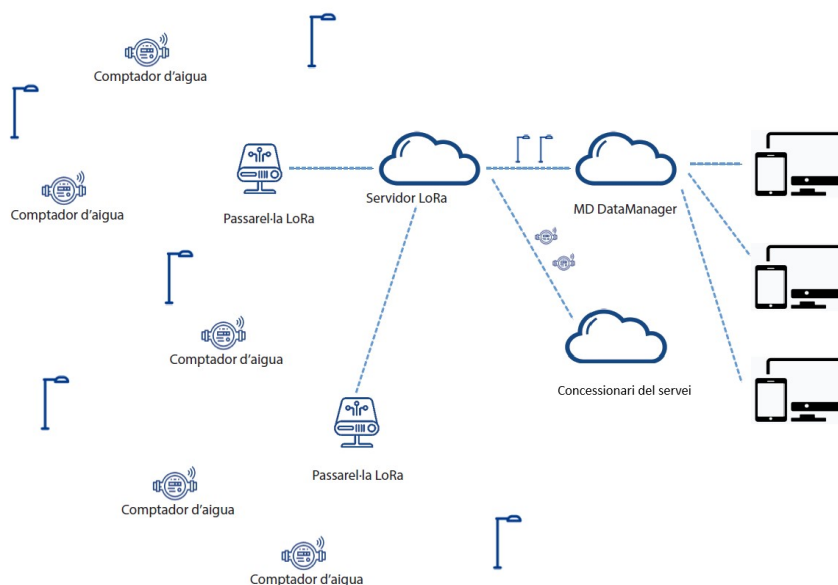 Comptador d'aigua
Comptador d'aigua
Passarel·la LoRa
Servidor LoRa
MD DataManager
Comptador d'aigua
Concessionari del servei
Passarel·la LoRa
Comptador d'aigua
Comptador d'aigua